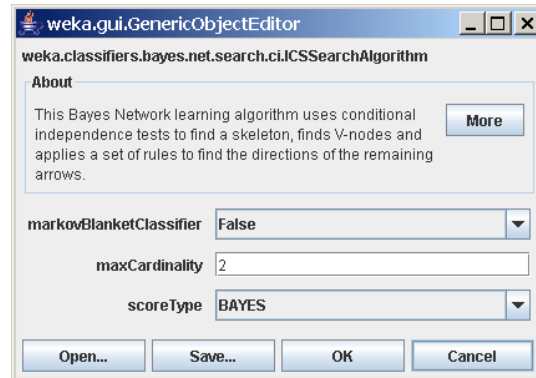 weka.gui.GenericObjectEditor
weka.classifiers.bayes.net.search.ci.ICSSearchAlgorithm
About
This Bayes Network learning algorithm uses conditional
independence tests to find a skeleton, finds V-nodes and
applies a set of rules to find the directions of the remaining
arrows.
More
markovBlanketClassifier False
maxCardinality 2
scoreType BAYES
Open... Save... OK Cancel